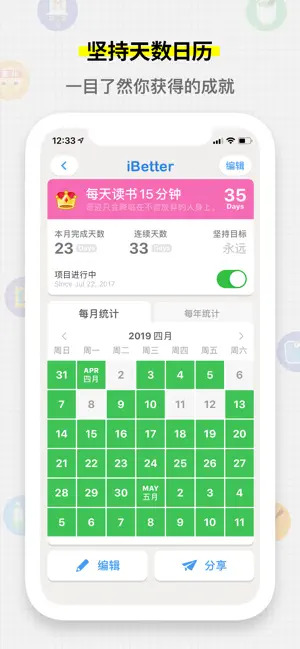 坚持天数日历
一目了然你获得的成就
12:33
iBetter
编辑
每天读书15分钟
35
Days
本月完成天数
连续天数
坚持目标
23 Days
33 Days
永远
项目进行中
Since Jul 22, 2017
每月统计
每年统计
2019 四月
周日 周一 周二 周三 周四 周五 周六
31 APR 四月 2 3 4 5 6
7 8 9 10 11 12 13
14 15 16 17 18 19 20
21 22 23 24 25 26 27
28 29 30 MAY 五月 2 3 4
5 6 7 8 9 10 11
编辑
分享